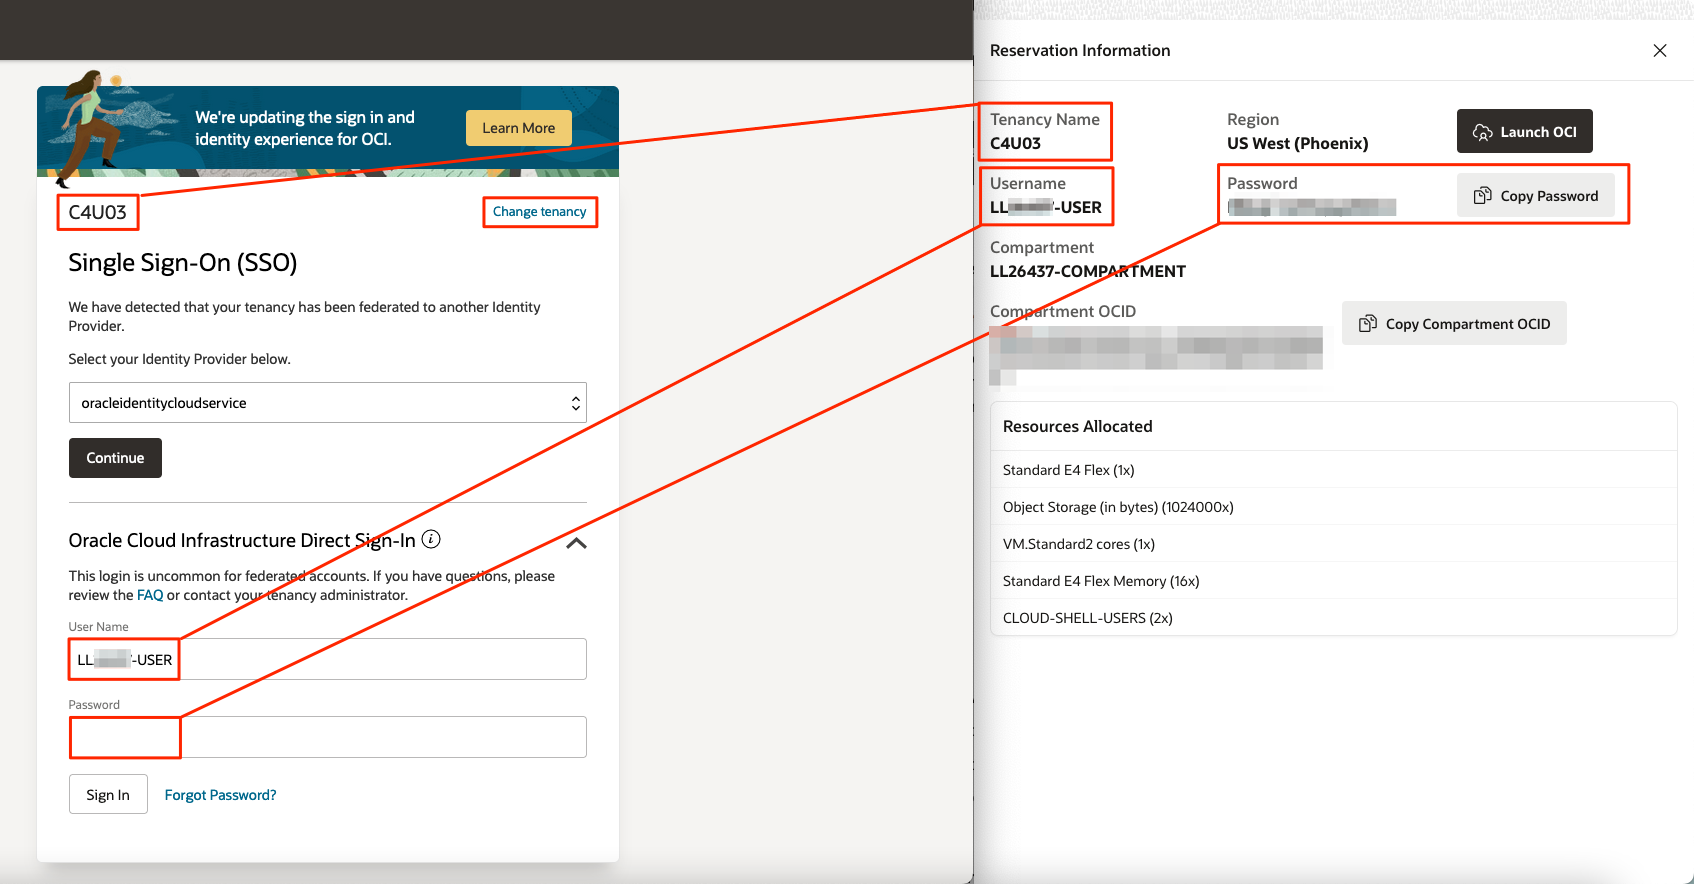 We're updating the sign in and
identity experience for OCI.
Learn More
C4U03
Change tenancy
Single Sign-On (SSO)
We have detected that your tenancy has been federated to another Identity
Provider.
Select your Identity Provider below.
oracleidentitycloudservice
Continue
Oracle Cloud Infrastructure Direct Sign-In
This login is uncommon for federated accounts. If you have questions, please
review the FAQ or contact your tenancy administrator.
User Name
LL -USER
Password
Sign In
Forgot Password?
Reservation Information
Tenancy Name
C4U03
Region
US West (Phoenix)
Launch OCI
Username
LL -USER
Password
Copy Password
Compartment
LL26437-COMPARTMENT
Compartment OCID
Copy Compartment OCID
Resources Allocated
Standard E4 Flex (1x)
Object Storage (in bytes) (1024000x)
VM.Standard2 cores (1x)
Standard E4 Flex Memory (16x)
CLOUD-SHELL-USERS (2x)